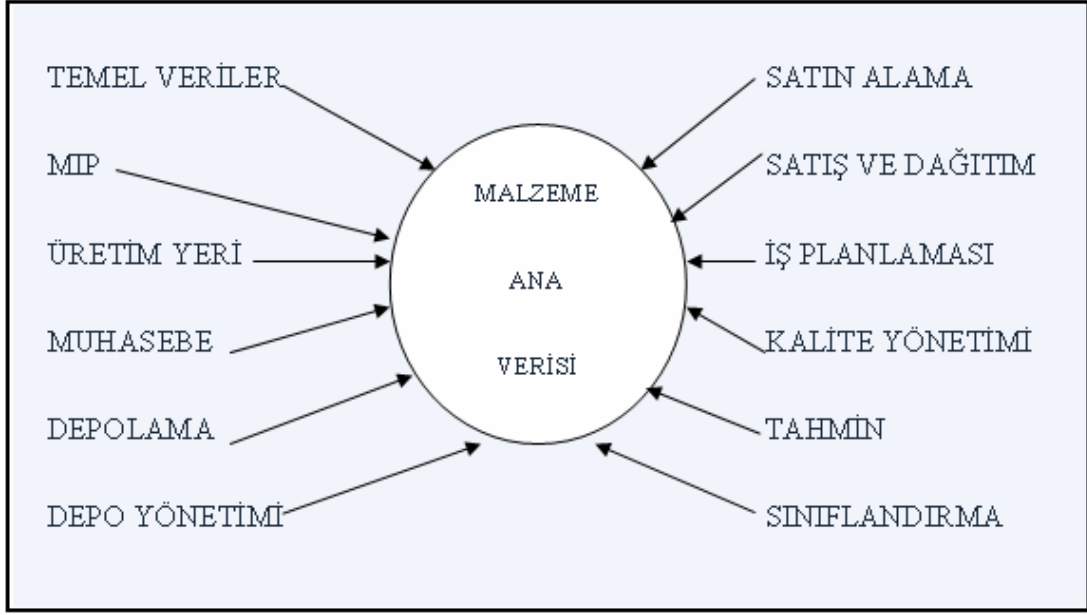 TEMEL VERİLER
MIP
ÜRETİM YERİ
MUHASEBE
DEPOLAMA
DEPO YÖNETİMİ
MALZEME
ANA
VERİSİ
SATIN ALAMA
SATIŞ VE DAĞITIM
İŞ PLANLAMASI
KALİTE YÖNETİMİ
TAHMİN
SINIFLANDIRMA